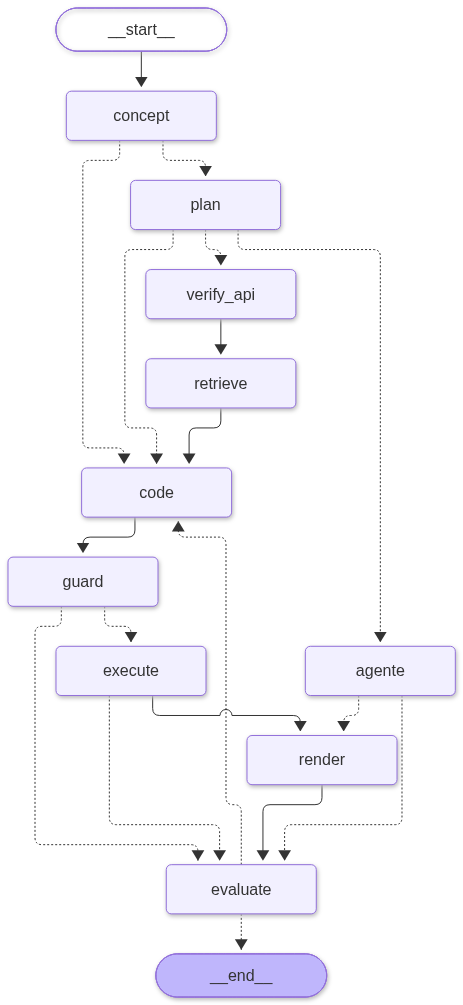 __start__
concept
plan
verify_api
retrieve
code
guard
execute
agente
render
evaluate
__end__